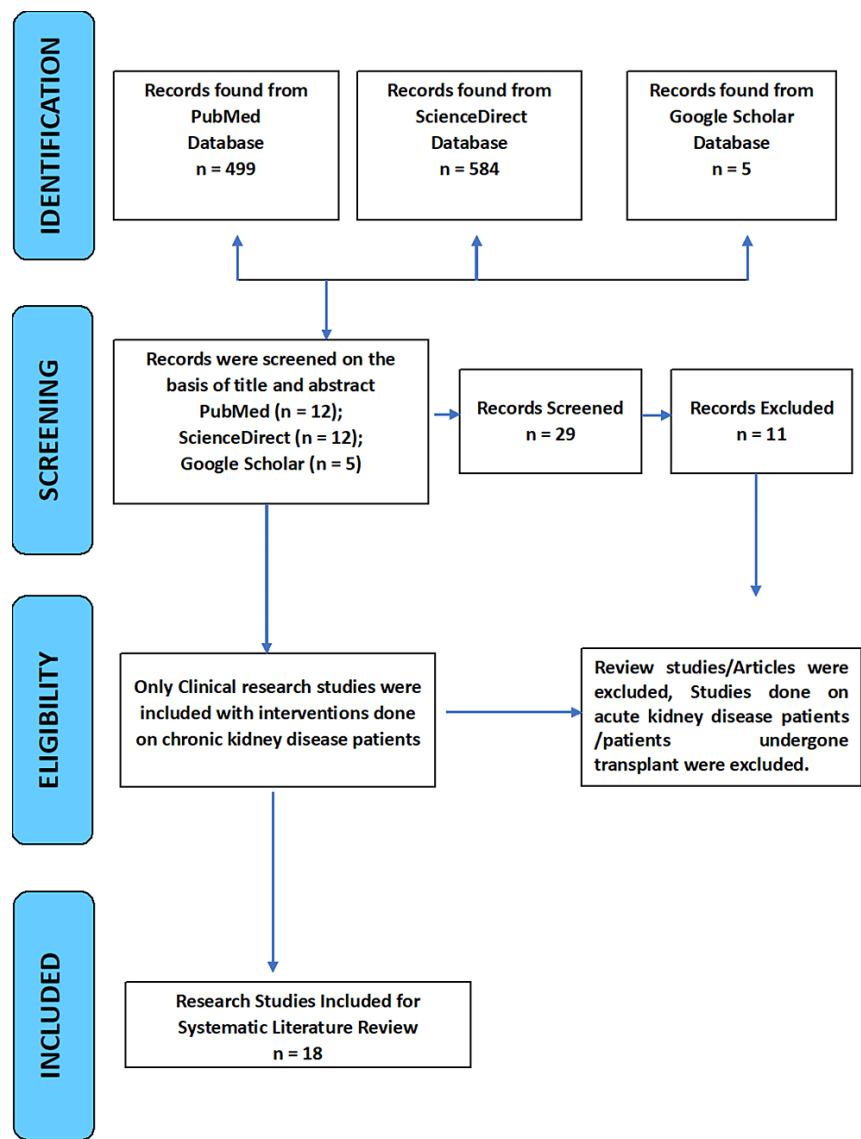 IDENTIFICATION
Records found from
PubMed
Database
n = 499
Records found from
ScienceDirect
Database
n = 584
Records found from
Google Scholar
Database
n = 5
SCREENING
Records were screened on the
basis of title and abstract
PubMed (n = 12);
ScienceDirect (n = 12);
Google Scholar (n = 5)
Records Screened
n = 29
Records Excluded
n = 11
ELIGIBILITY
Only Clinical research studies were
included with interventions done
on chronic kidney disease patients
Review studies/Articles were
excluded, Studies done on
acute kidney disease patients
/patients undergone
transplant were excluded.
INCLUDED
Research Studies Included for
Systematic Literature Review
n = 18